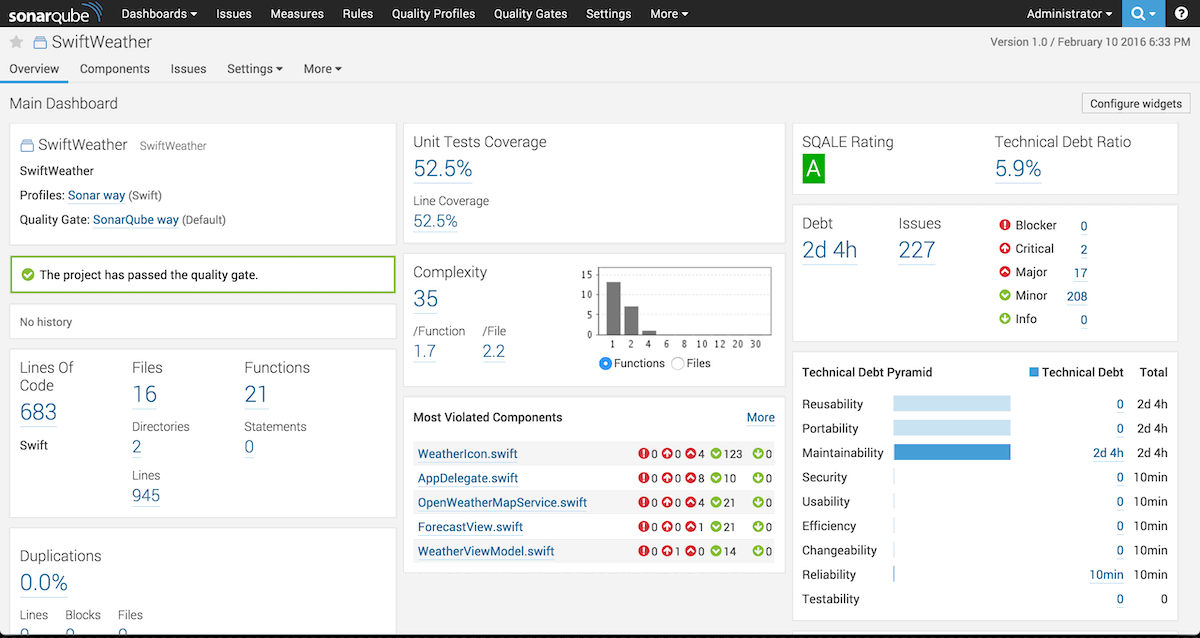 sonarqube Dashboards Issues Measures Rules Quality Profiles Quality Gates Settings More Administrator ?
SwiftWeather Version 1.0 / February 10 2016 6:33 PM
Overview Components Issues Settings More
Main Dashboard Configure widgets
SwiftWeather SwiftWeather
SwiftWeather
Profiles: Sonar way (Swift)
Quality Gate: SonarQube way (Default)
The project has passed the quality gate.
No history
Lines Of
Code
683
Swift
Files
16
Directories
2
Lines
945
Functions
21
Statements
0
Duplications
0.0%
Lines Blocks Files
Unit Tests Coverage
52.5%
Line Coverage
52.5%
Complexity
35
/Function /File
1.7 2.2
15
10
5
0
1 2 4 6 8 10 12 20 30
Functions Files
Most Violated Components More
WeatherIcon.swift 0 0 4 123 0
AppDelegate.swift 0 0 8 10 0
OpenWeatherMapService.swift 0 0 4 21 0
ForecastView.swift 0 0 1 21 0
WeatherViewModel.swift 0 1 0 14 0
SQALE Rating Technical Debt Ratio
A 5.9%
Debt Issues
2d 4h 227
Blocker 0
Critical 2
Major 17
Minor 208
Info 0
Technical Debt Pyramid Technical Debt Total
Reusability 0 2d 4h
Portability 0 2d 4h
Maintainability 2d 4h 2d 4h
Security 0 10min
Usability 0 10min
Efficiency 0 10min
Changeability 0 10min
Reliability 10min 10min
Testability 0 0